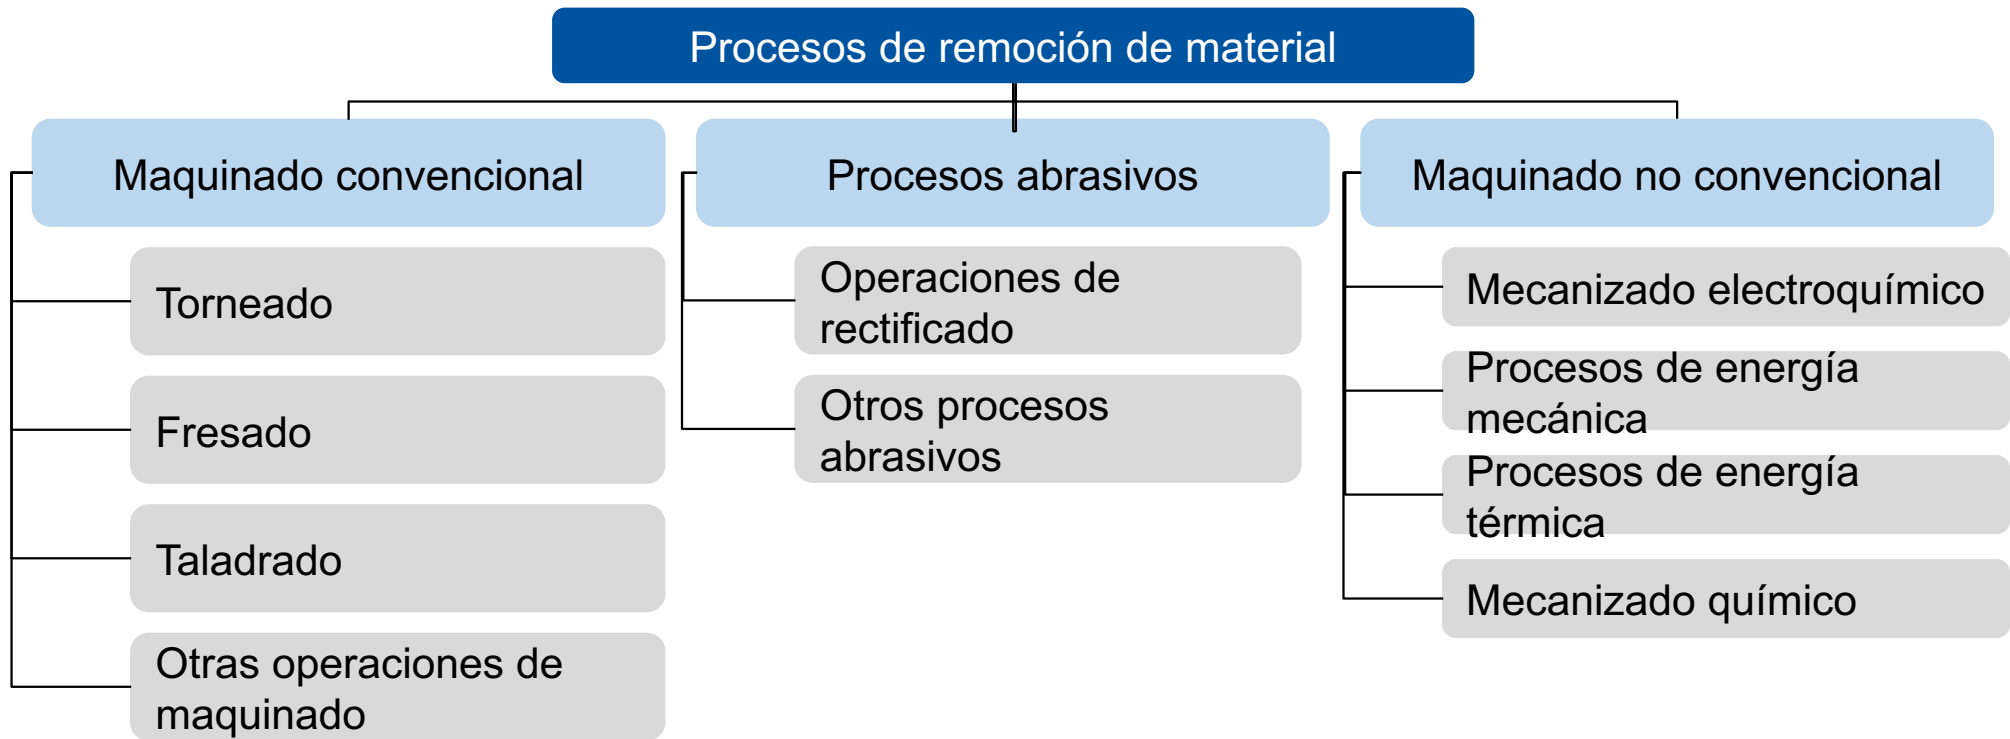 Procesos de remoción de material
Maquinado convencional
Torneado
Fresado
Taladrado
Otras operaciones de
maquinado
Procesos abrasivos
Operaciones de
rectificado
Otros procesos
abrasivos
Maquinado no convencional
Mecanizado electroquímico
Procesos de energía
mecánica
Procesos de energía
térmica
Mecanizado químico